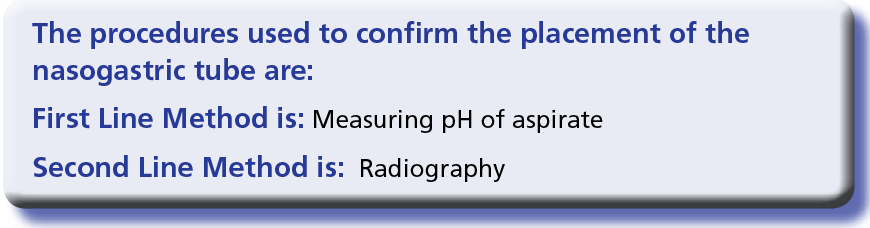 The procedures used to confirm the placement of the
nasogastric tube are:
First Line Method is: Measuring pH of aspirate
Second Line Method is: Radiography